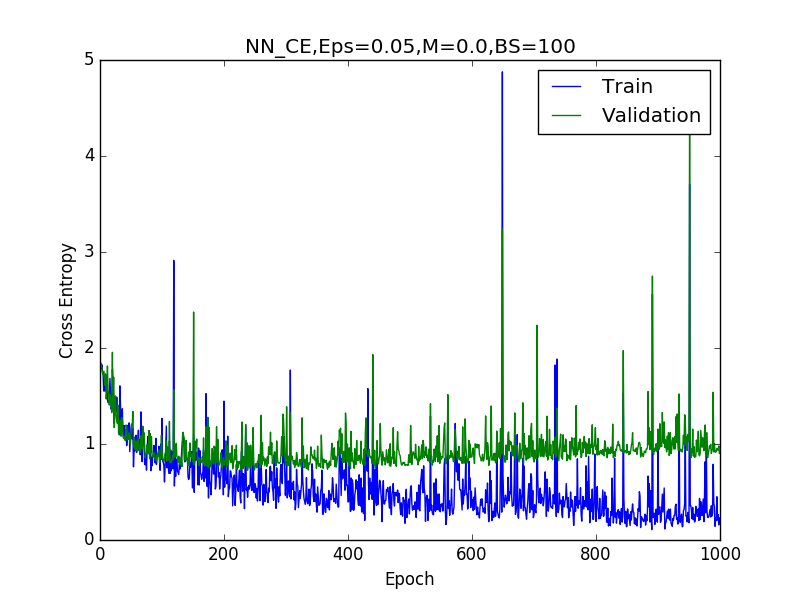 NN_CE,Eps=0.05,M=0.0,BS=100
5
4
3
2
1
0
Cross Entropy
Train
Validation
0
200
400
600
800
1000
Epoch